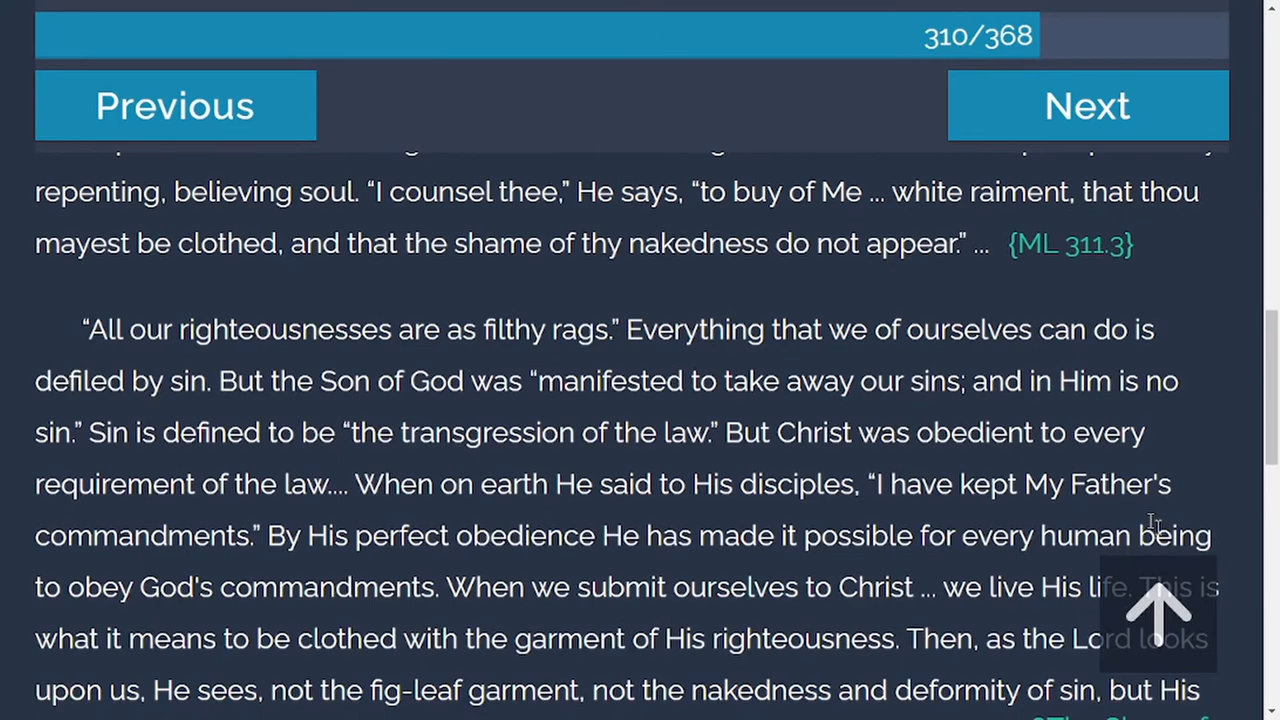 310/368
Previous
Next
repenting, believing soul. “I counsel thee,” He says, “to buy of Me ... white raiment, that thou
mayest be clothed, and that the shame of thy nakedness do not appear.” ... {ML 311.3}
“All our righteousnesses are as filthy rags.” Everything that we of ourselves can do is
defiled by sin. But the Son of God was “manifested to take away our sins; and in Him is no
sin.” Sin is defined to be “the transgression of the law.” But Christ was obedient to every
requirement of the law.... When on earth He said to His disciples, “I have kept My Father's
commandments.” By His perfect obedience He has made it possible for every human being
to obey God's commandments. When we submit ourselves to Christ ... we live His life. This is
what it means to be clothed with the garment of His righteousness. Then, as the Lord looks
upon us, He sees, not the fig-leaf garment, not the nakedness and deformity of sin, but His